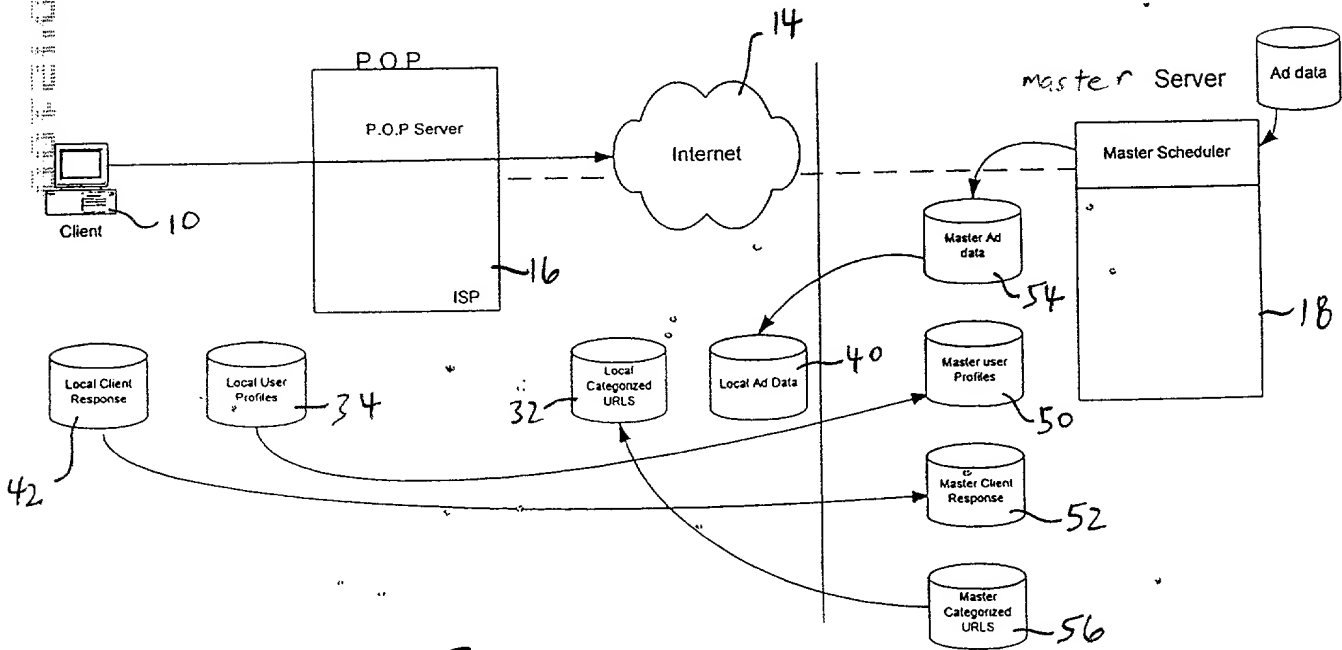 14
P.O.P
master Server
Ad data
P.O.P Server
Internet
Master Scheduler
10
Client
16
ISP
Master Ad
data
54
18
Local Client
Response
Local User
Profiles
34
Local
Categorized
URLS
32
Local Ad Data
40
Master user
Profiles
50
42
Master Client
Response
52
Master
Categorized
URLS
56